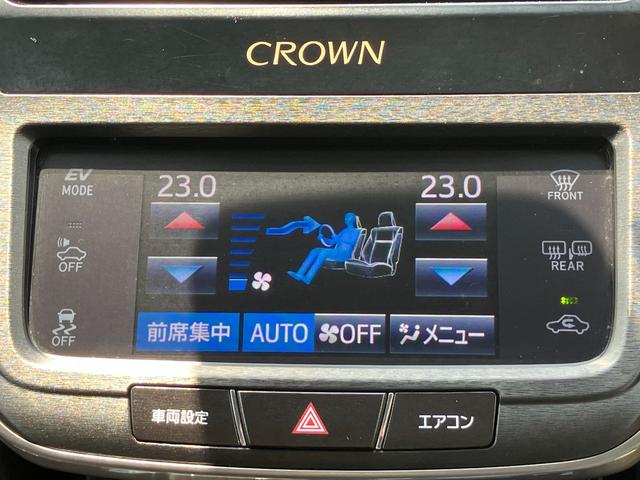 CROWN
EV
MODE
23.0
23.0
FRONT
OFF
REAR
OFF
前席集中
AUTO
OFF
メニュー
車両設定
エアコン